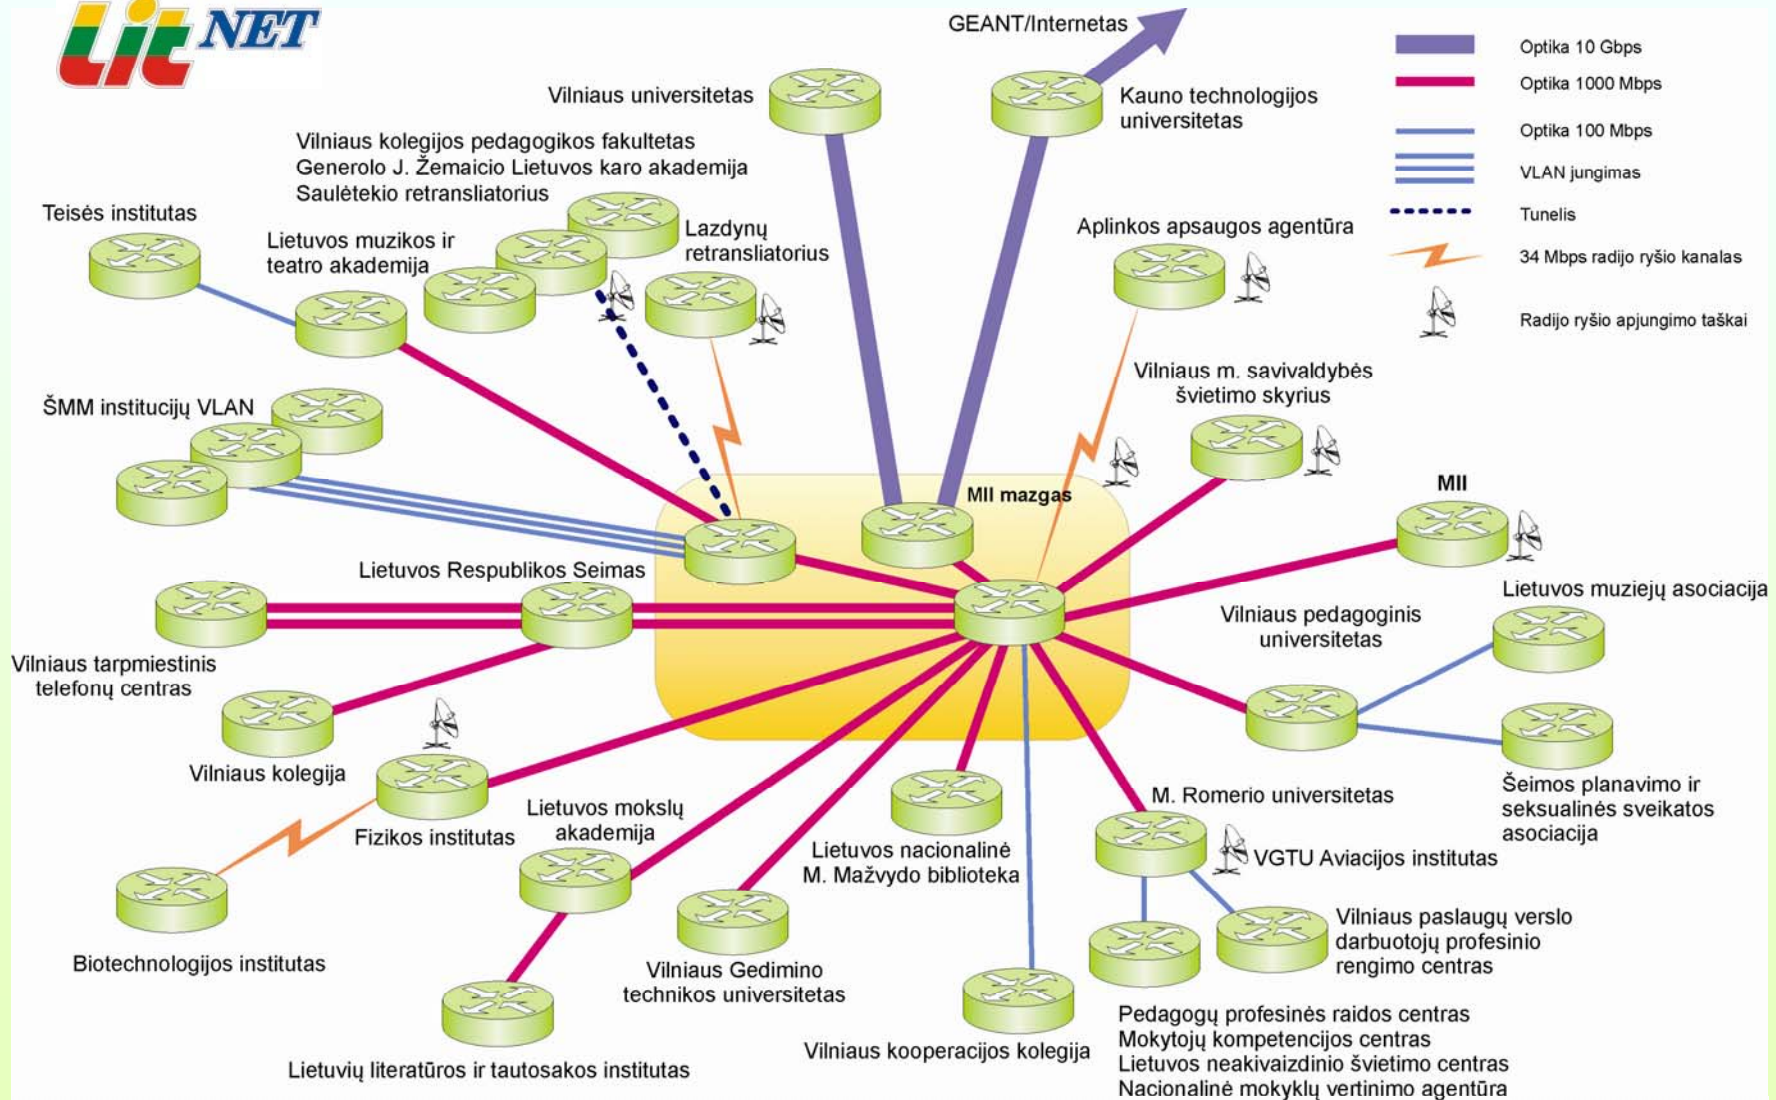 Lit NET
GEANT/Internetas
Vilniaus universitetas
Kauno technologijos
universitetas
Optika 10 Gbps
Optika 1000 Mbps
Optika 100 Mbps
VLAN jungimas
Tunelis
34 Mbps radijo ryšio kanalas
Radijo ryšio apjungimo taškai
Vilniaus kolegijos pedagogikos fakultetas
Generolo J. Žemaicio Lietuvos karo akademija
Saulėtekio retransliatorius
Teisės institutas
Lietuvos muzikos ir
teatro akademija
Lazdynų
retransliatorius
Aplinkos apsaugos agentūra
Vilniaus m. savivaldybės
švietimo skyrius
ŠMM institucijų VLAN
MII mazgas
MII
Lietuvos Respublikos Seimas
Lietuvos muziejų asociacija
Vilniaus pedagoginis
universitetas
Vilniaus tarpmiestinis
telefonų centras
Vilniaus kolegija
Fizikos institutas
Lietuvos mokslų
akademija
Lietuvos nacionalinė
M. Mažvydo biblioteka
M. Romerio universitetas
Šeimos planavimo ir
seksualinės sveikatos
asociacija
VGTU Aviacijos institutas
Biotechnologijos institutas
Vilniaus Gedimino
technikos universitetas
Vilniaus paslaugų verslo
darbuotojų profesinio
rengimo centras
Lietuvių literatūros ir tautosakos institutas
Vilniaus kooperacijos kolegija
Pedagogų profesinės raidos centras
Mokytojų kompetencijos centras
Lietuvos neakivaizdinio švietimo centras
Nacionalinė mokyklų vertinimo agentūra